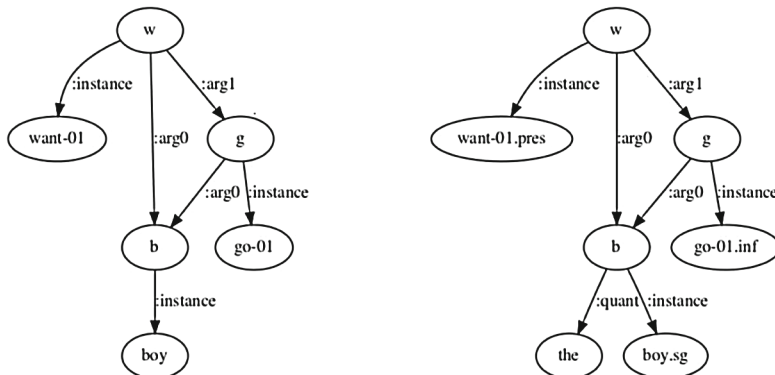 w w
:instance :arg1 :instance :arg1
want-01 :arg0 g want-01.pres :arg0 g
:arg0 :instance :arg0 :instance
b go-01 b go-01.inf
:instance :quant :instance
boy the boy.sg